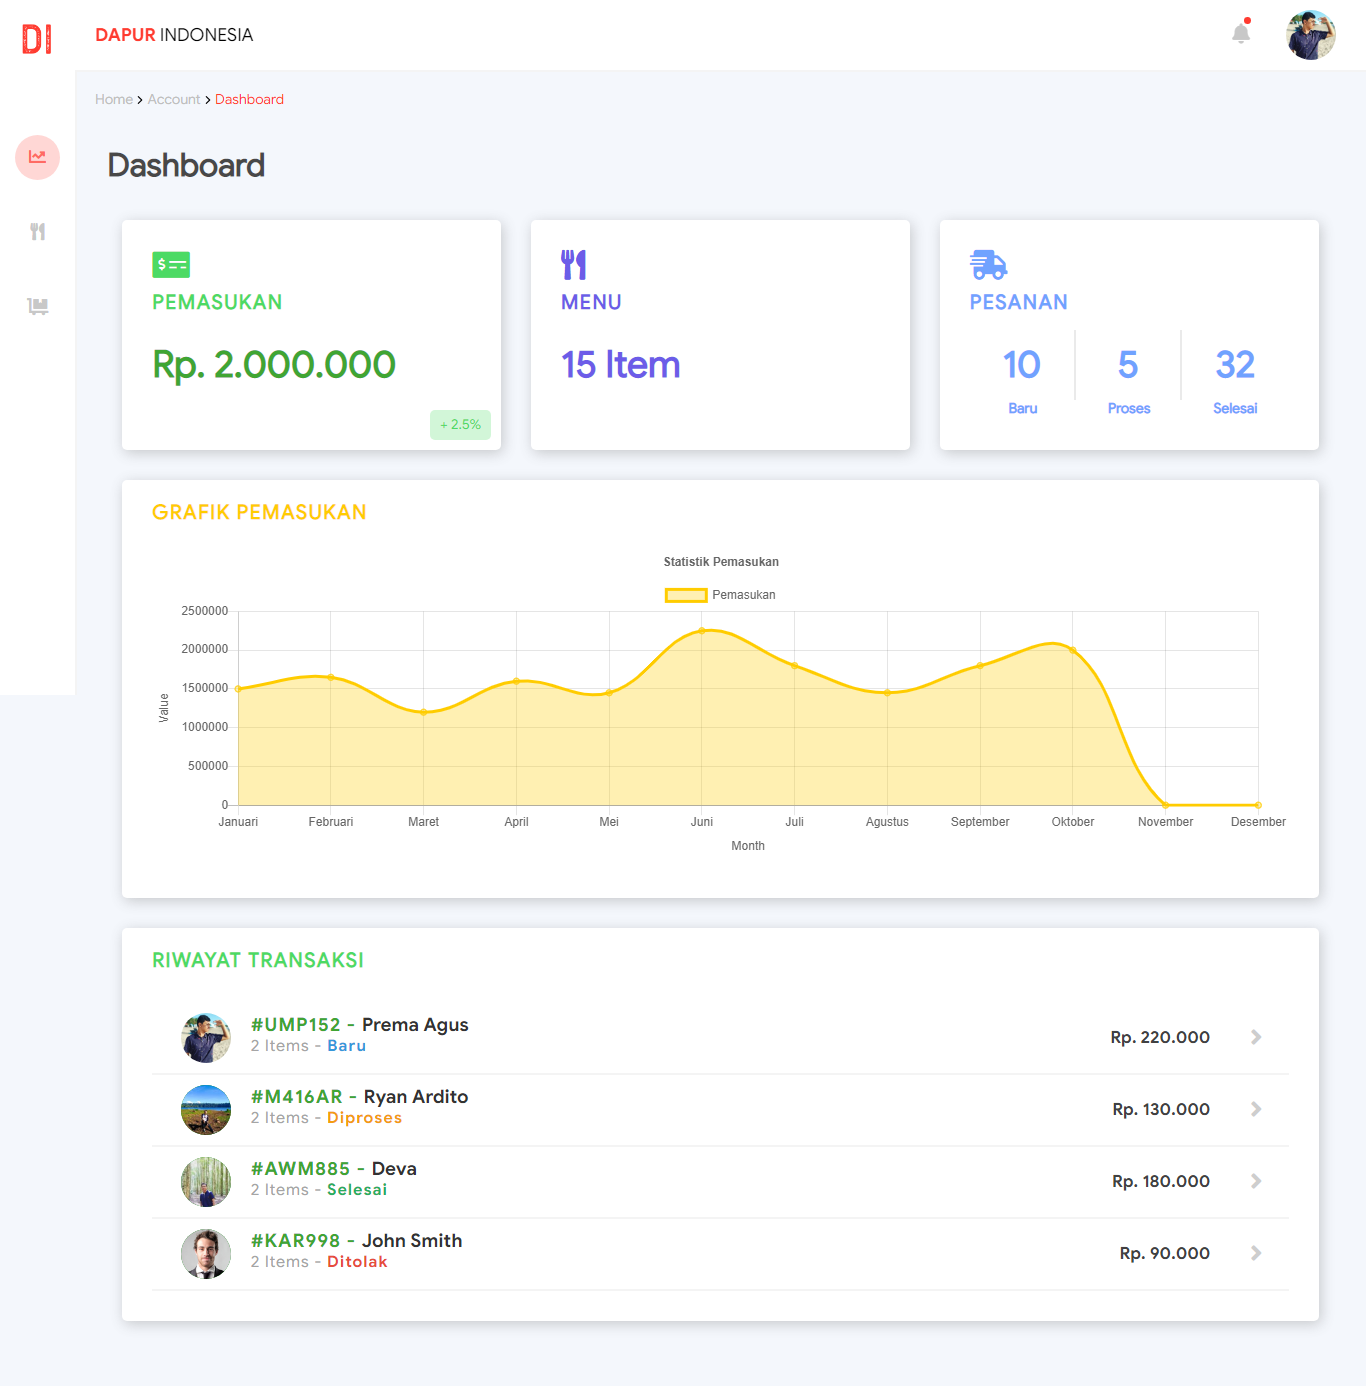 DI
DAPUR INDONESIA
Home > Account > Dashboard
Dashboard
PEMASUKAN
Rp. 2.000.000
+ 2.5%
MENU
15 Item
PESANAN
10 5 32
Baru Proses Selesai
GRAFIK PEMASUKAN
Statistik Pemasukan
Pemasukan
2500000
2000000
1500000
1000000
500000
0
Value
Januari Februari Maret April Mei Juni Juli Agustus September Oktober November Desember
Month
RIWAYAT TRANSAKSI
#UMP152 - Prema Agus
2 Items - Baru
Rp. 220.000
#M416AR - Ryan Ardito
2 Items - Diproses
Rp. 130.000
#AWM885 - Deva
2 Items - Selesai
Rp. 180.000
#KAR998 - John Smith
2 Items - Ditolak
Rp. 90.000